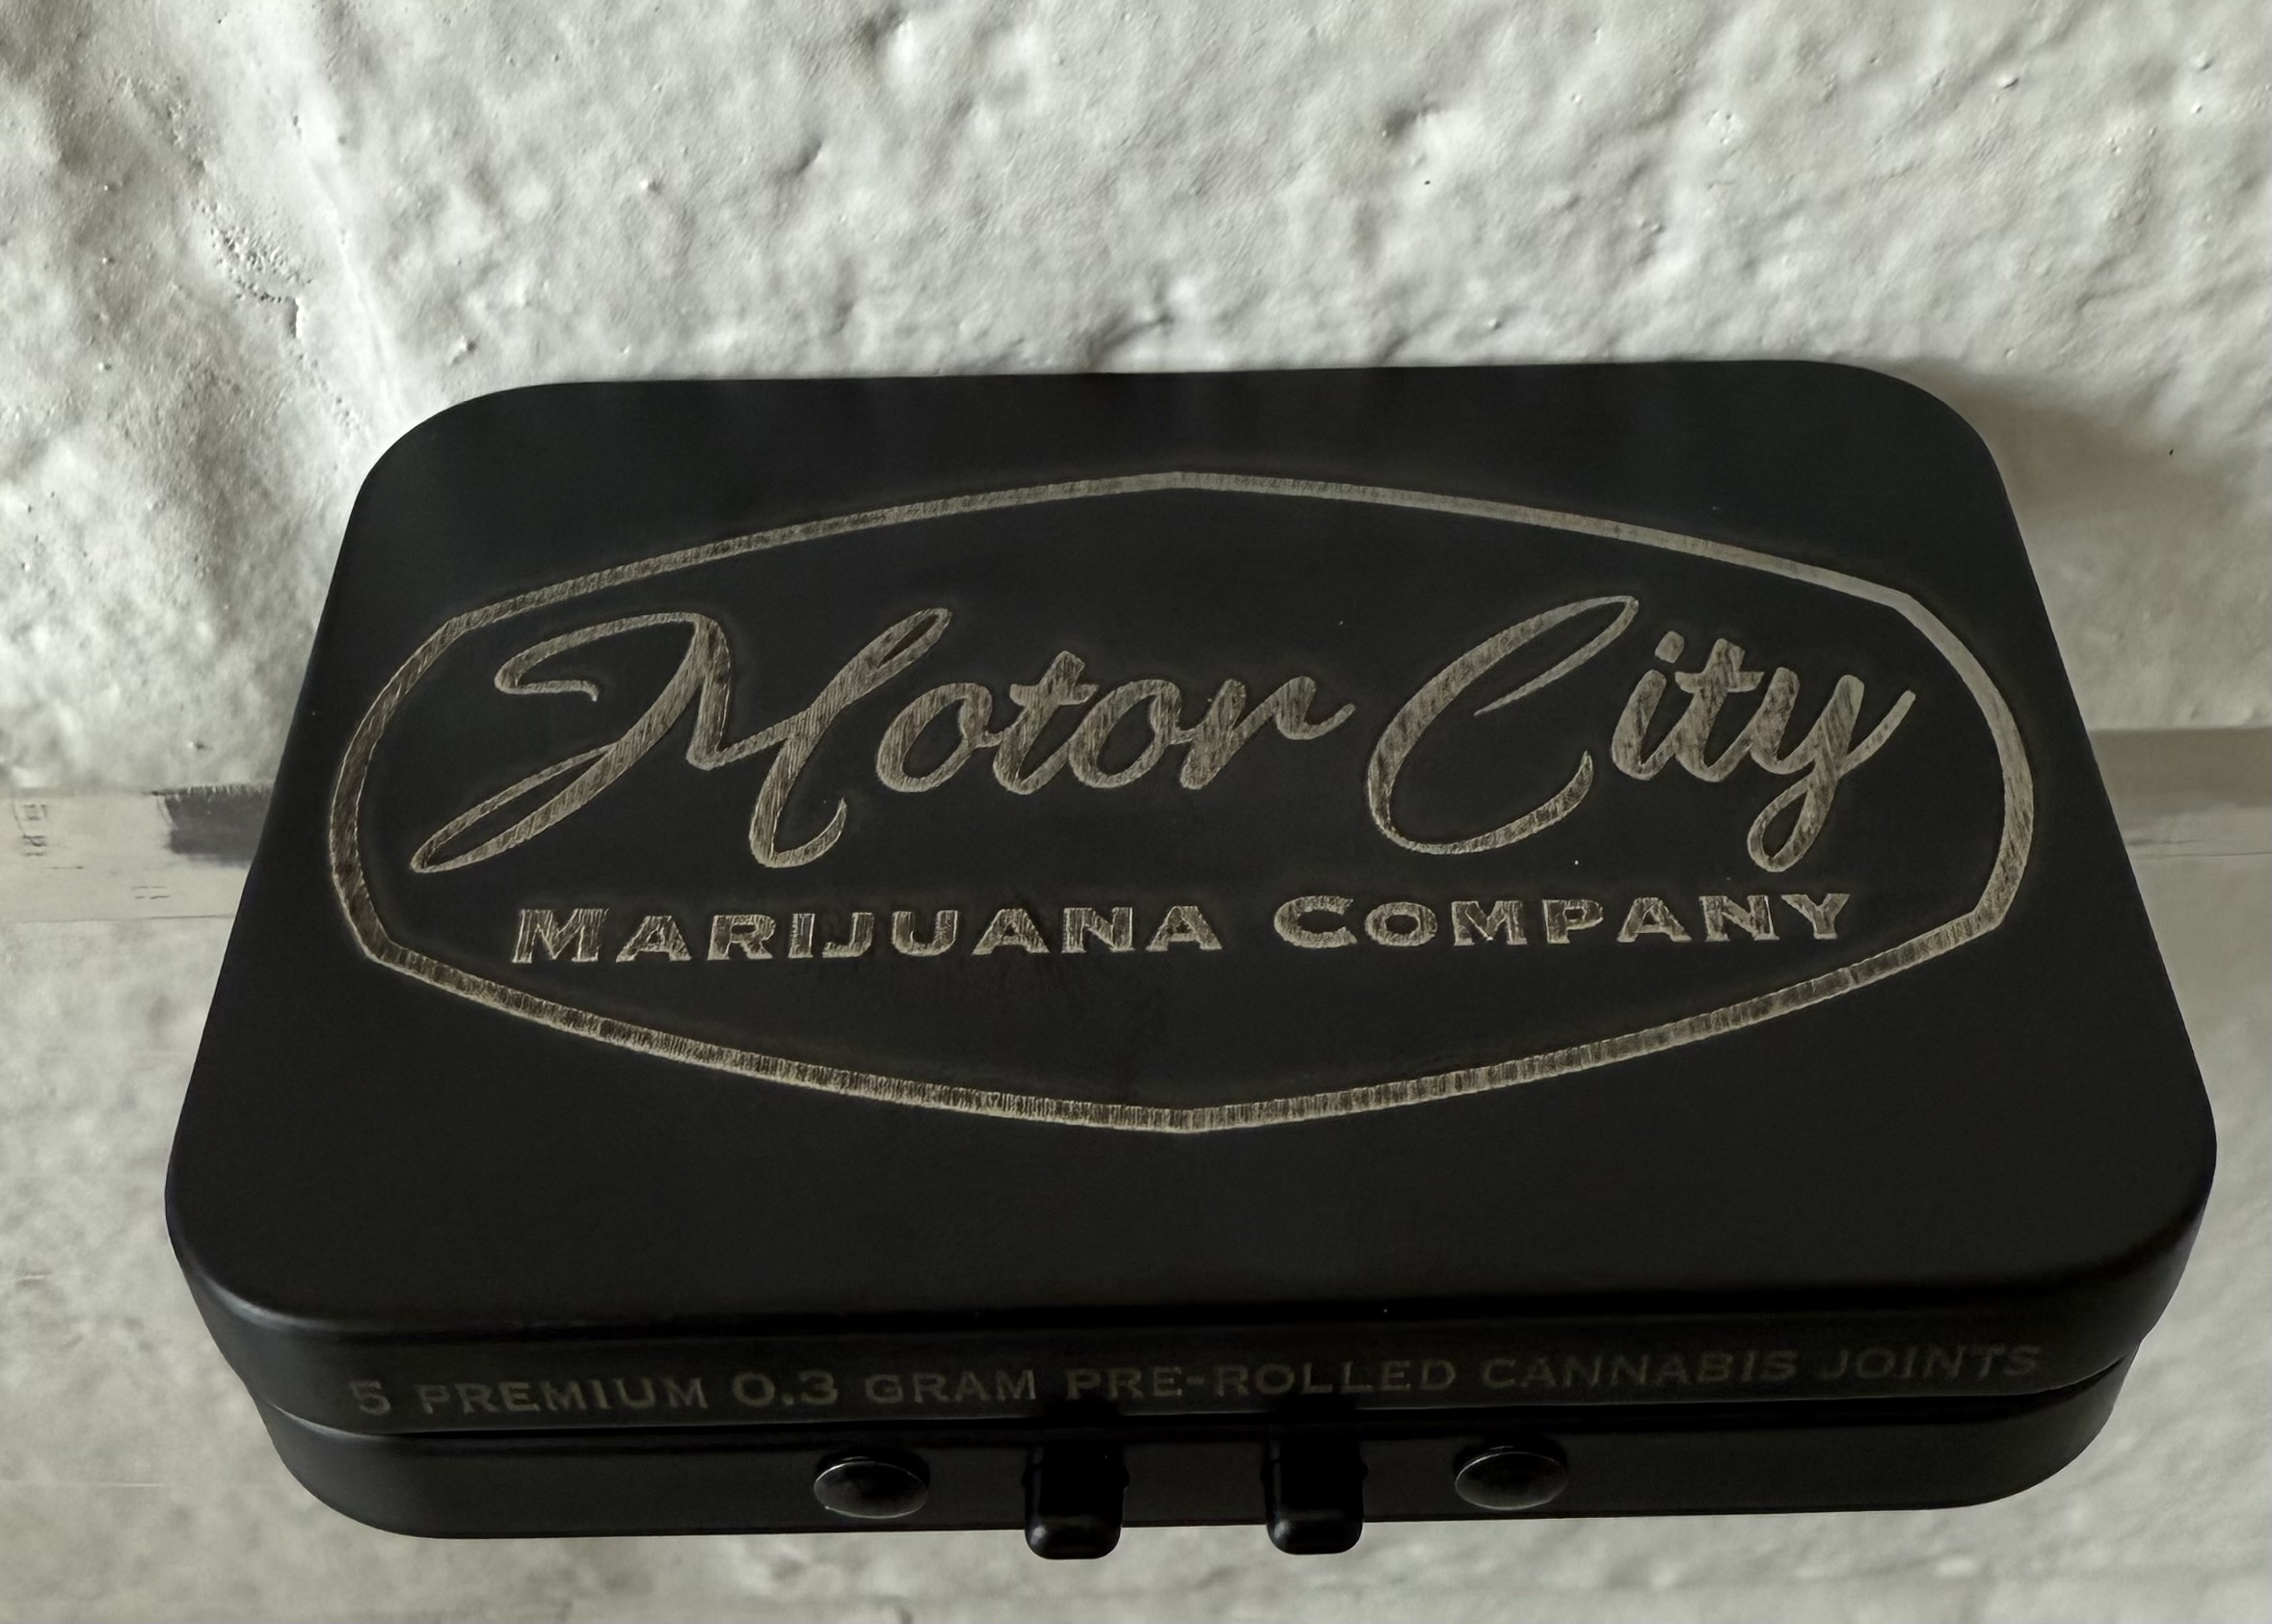 Motor City
MARIJUANA COMPANY
5 PREMIUM 0.3 GRAM PRE-ROLLED CANNABIS JOINTS